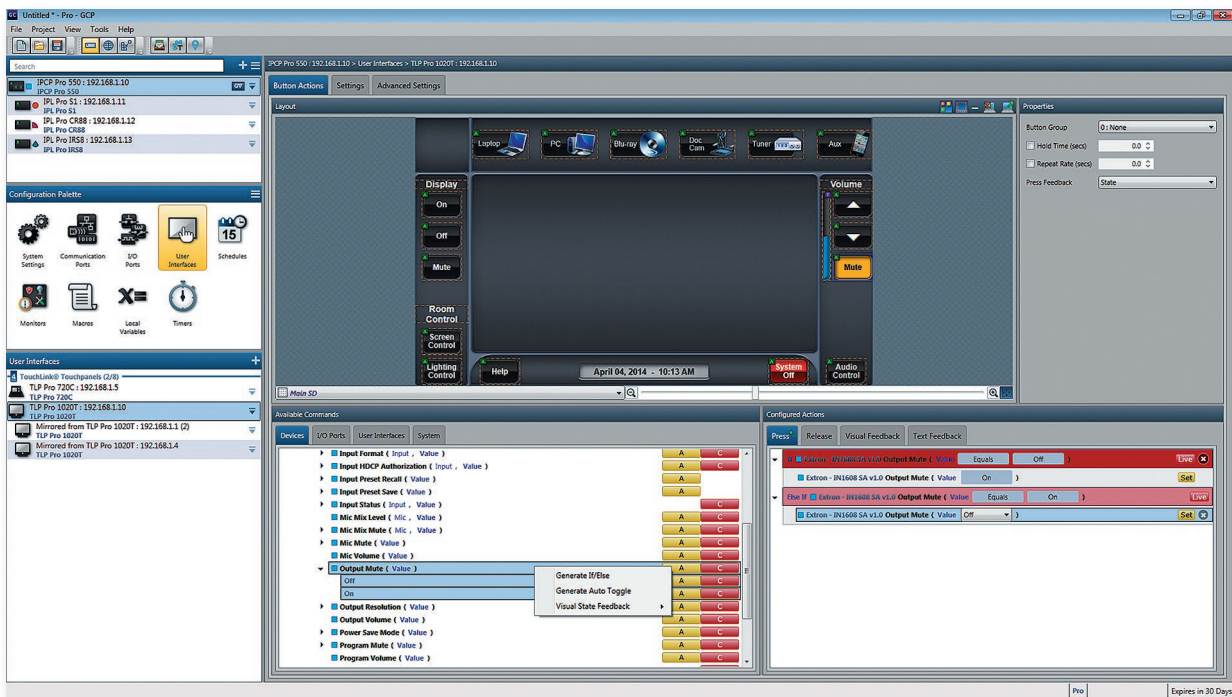 GC Untitled * - Pro - GCP
File Project View Tools Help
Search
IPCP Pro 550 : 192.168.1.10
IPCP Pro 550
IPL Pro S1 : 192.168.1.11
IPL Pro S1
IPL Pro CR88 : 192.168.1.12
IPL Pro CR88
IPL Pro IRS8 : 192.168.1.13
IPL Pro IRS8
Configuration Palette
System Settings
Communication Ports
I/O Ports
User Interfaces
15
Schedules
Monitors
Macros
X=
Local Variables
Timers
User Interfaces
TouchLink® Touchpanels (2/8)
TLP Pro 720C : 192.168.1.5
TLP Pro 720C
TLP Pro 1020T : 192.168.1.10
TLP Pro 1020T
Mirrored from TLP Pro 1020T : 192.168.1.1 (2)
TLP Pro 1020T
Mirrored from TLP Pro 1020T : 192.168.1.4
TLP Pro 1020T
IPCP Pro 550 : 192.168.1.10 > User Interfaces > TLP Pro 1020T : 192.168.1.10
Button Actions Settings Advanced Settings
Layout
Laptop PC Blu-ray Doc Cam Tuner Aux
Display
On
Off
Mute
Room Control
Screen Control
Lighting Control
Volume
Mute
Help
April 04, 2014 - 10:13 AM
System Off
Audio Control
Main SD
Properties
Button Group 0 : None
Hold Time (secs) 0.0
Repeat Rate (secs) 0.0
Press Feedback State
Available Commands
Devices I/O Ports User Interfaces System
Input Format ( Input , Value ) A C
Input HDCP Authorization ( Input , Value ) A C
Input Preset Recall ( Value ) A
Input Preset Save ( Value ) A
Input Status ( Input , Value ) C
Mic Mix Level ( Mic , Value ) A C
Mic Mix Mute ( Mic , Value ) A C
Mic Mute ( Value ) A C
Mic Volume ( Value ) A C
Output Mute ( Value ) A C
Off A C
On A C
Output Resolution ( Value ) A C
Output Volume ( Value ) A C
Power Save Mode ( Value ) A C
Program Mute ( Value ) A C
Program Volume ( Value ) A C
Generate If/Else
Generate Auto Toggle
Visual State Feedback
Configured Actions
Press Release Visual Feedback Text Feedback
If Extron - IN1608 SA v1.0 Output Mute ( Value Equals Off ) Live
Extron - IN1608 SA v1.0 Output Mute ( Value On ) Set
Else If Extron - IN1608 SA v1.0 Output Mute ( Value Equals On ) Live
Extron - IN1608 SA v1.0 Output Mute ( Value Off ) Set
Pro Expires in 30 Days